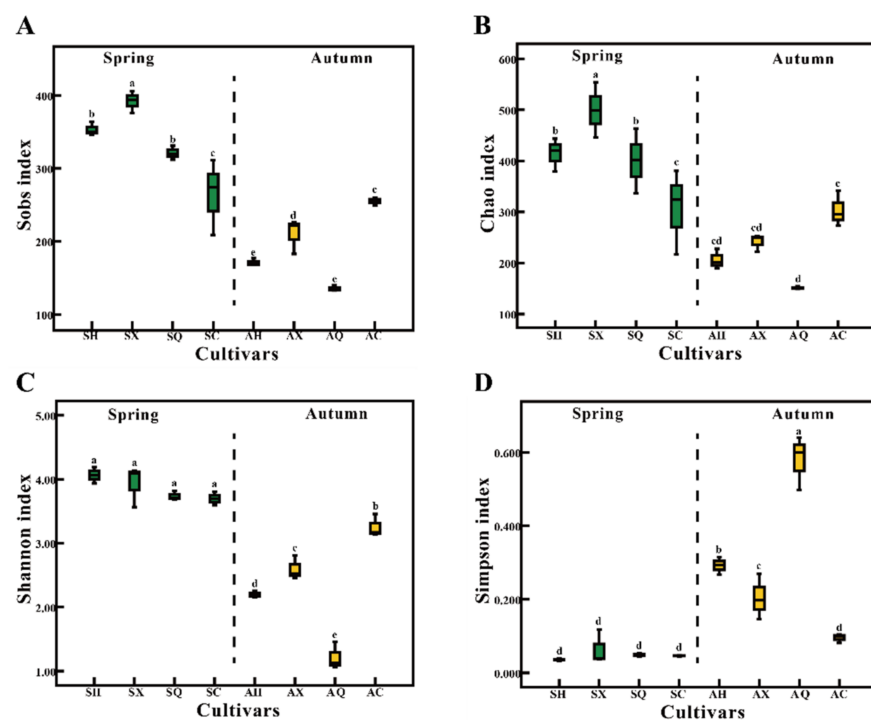 A
Spring
Autumn
Sobs index
400
300
200
100
b
a
b
c
e
d
e
c
SH
SX
SQ
SC
AH
AX
AQ
AC
Cultivars
B
Spring
Autumn
Chao index
600
500
400
300
200
100
b
a
b
c
cd
cd
d
c
SH
SX
SQ
SC
AH
AX
AQ
AC
Cultivars
C
Spring
Autumn
Shannon index
5.00
4.00
3.00
2.00
1.00
a
a
a
a
d
c
e
b
SH
SX
SQ
SC
AH
AX
AQ
AC
Cultivars
D
Spring
Autumn
Simpson index
0.600
0.400
0.200
0.000
d
d
d
d
b
c
a
d
SH
SX
SQ
SC
AH
AX
AQ
AC
Cultivars